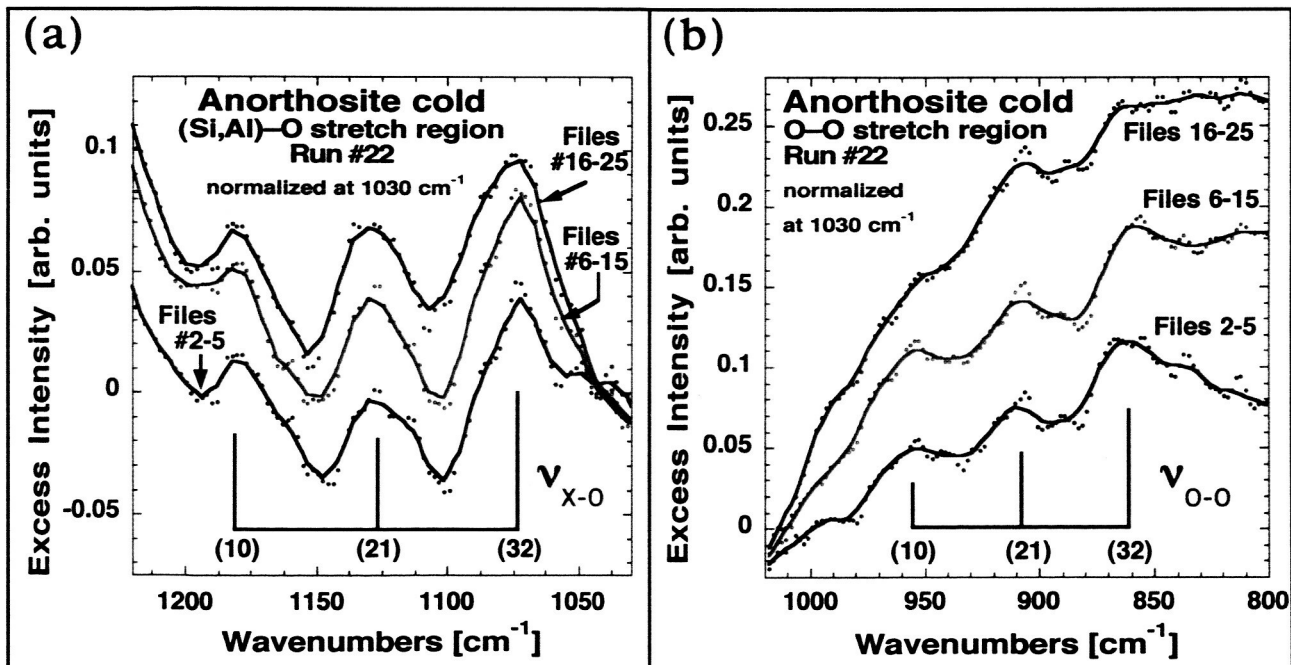 (a)
Excess Intensity [arb. units]
0.1
0.05
0
-0.05
Anorthosite cold
(Si,Al)–O stretch region
Run #22
normalized at 1030 cm⁻¹
Files
#16-25
Files
#6-15
Files
#2-5
νX-O
(10)
(21)
(32)
1200
1150
1100
1050
Wavenumbers [cm⁻¹]
(b)
Excess Intensity [arb. units]
0.25
0.2
0.15
0.1
0.05
0
Anorthosite cold
O–O stretch region
Run #22
normalized
at 1030 cm⁻¹
Files 16-25
Files 6-15
Files 2-5
νO-O
(10)
(21)
(32)
1000
950
900
850
800
Wavenumbers [cm⁻¹]